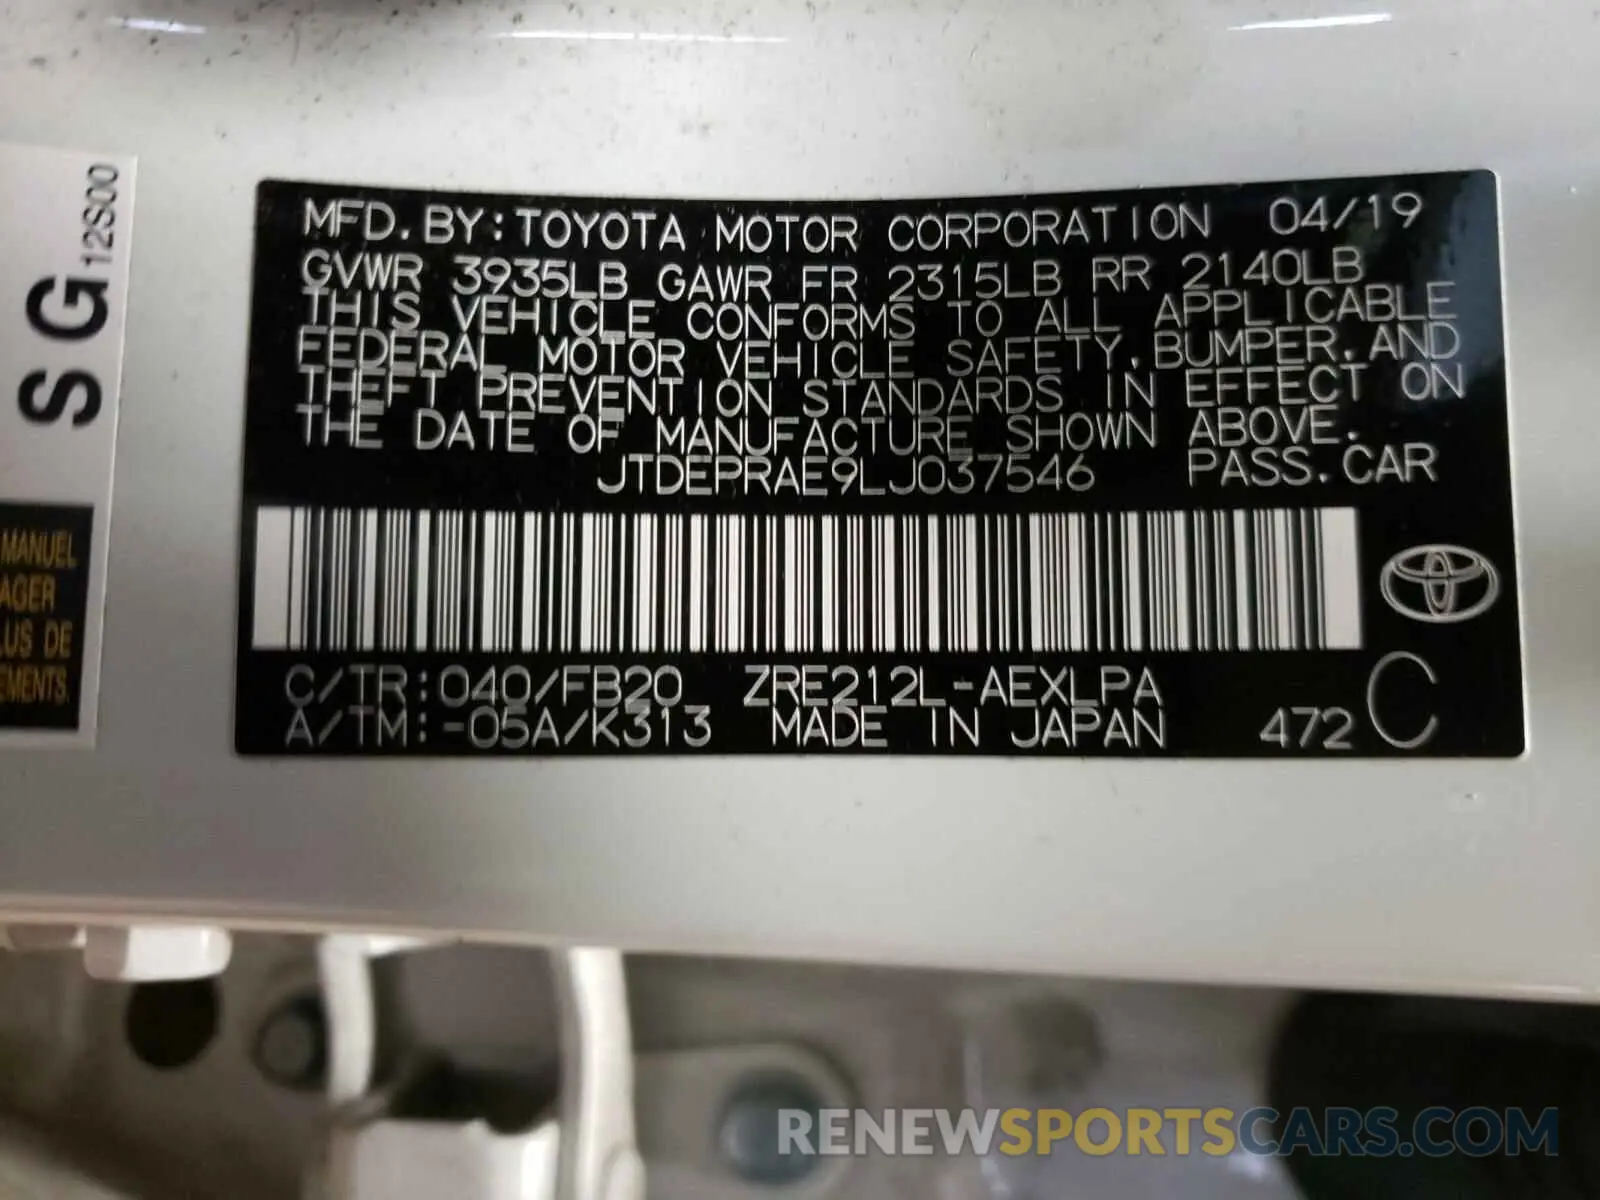 MFD. BY: TOYOTA MOTOR CORPORATION 04/19
GVWR 3935LB GAWR FR 2315LB RR 2140LB
THIS VEHICLE CONFORMS TO ALL APPLICABLE
FEDERAL MOTOR VEHICLE SAFETY, BUMPER, AND
THEFT PREVENTION STANDARDS IN EFFECT ON
THE DATE OF MANUFACTURE SHOWN ABOVE.
JTDEPRAE9LJ037546 PASS. CAR
C/TR: 040/FB20 ZRE212L-AEXLPA
A/TM: -05A/K313 MADE IN JAPAN 472 C
SG 12S00
MANUEL
AGER
LUS DE
EMENTS.
RENEWSPORTSCARS.COM